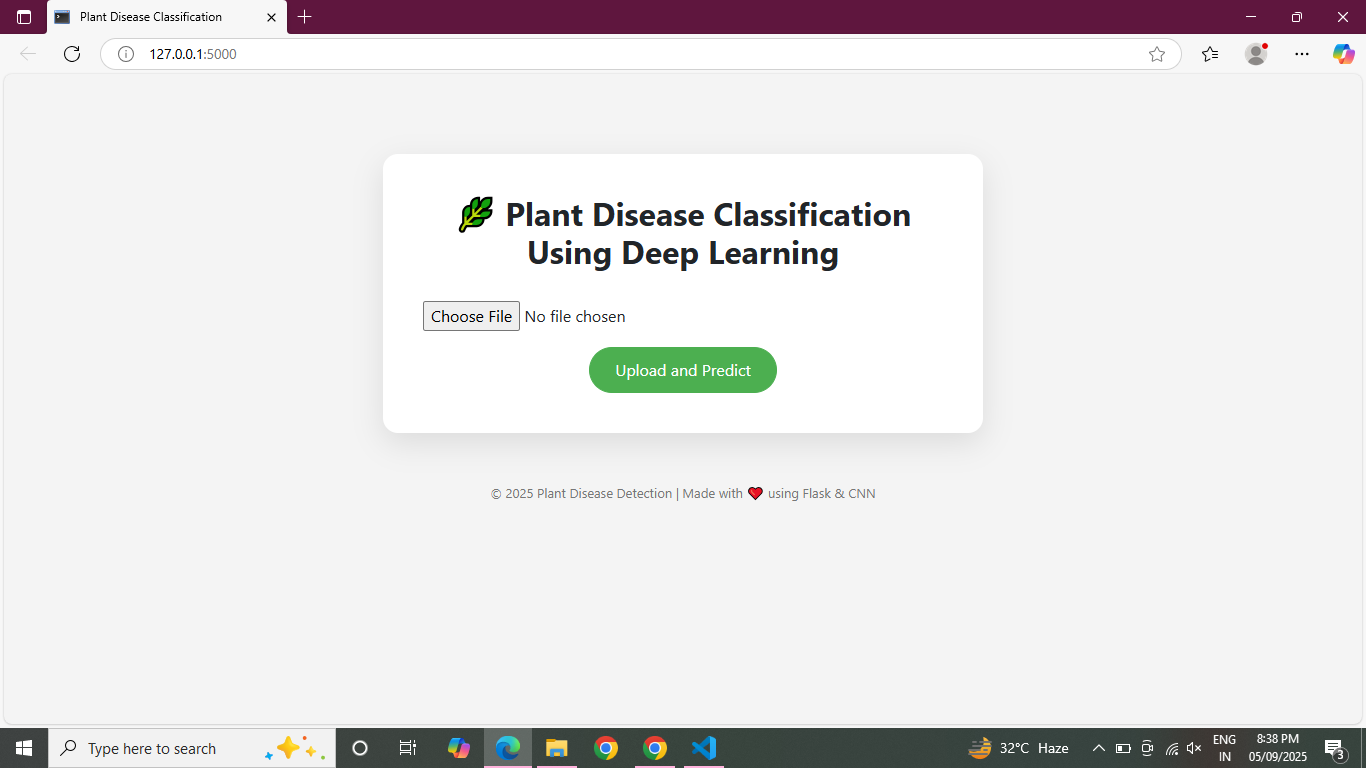 Plant Disease Classification
127.0.0.1:5000
🌿 Plant Disease Classification
Using Deep Learning
Choose File No file chosen
Upload and Predict
© 2025 Plant Disease Detection | Made with ❤️ using Flask & CNN
Type here to search
32°C Haze
ENG
IN
8:38 PM
05/09/2025
3